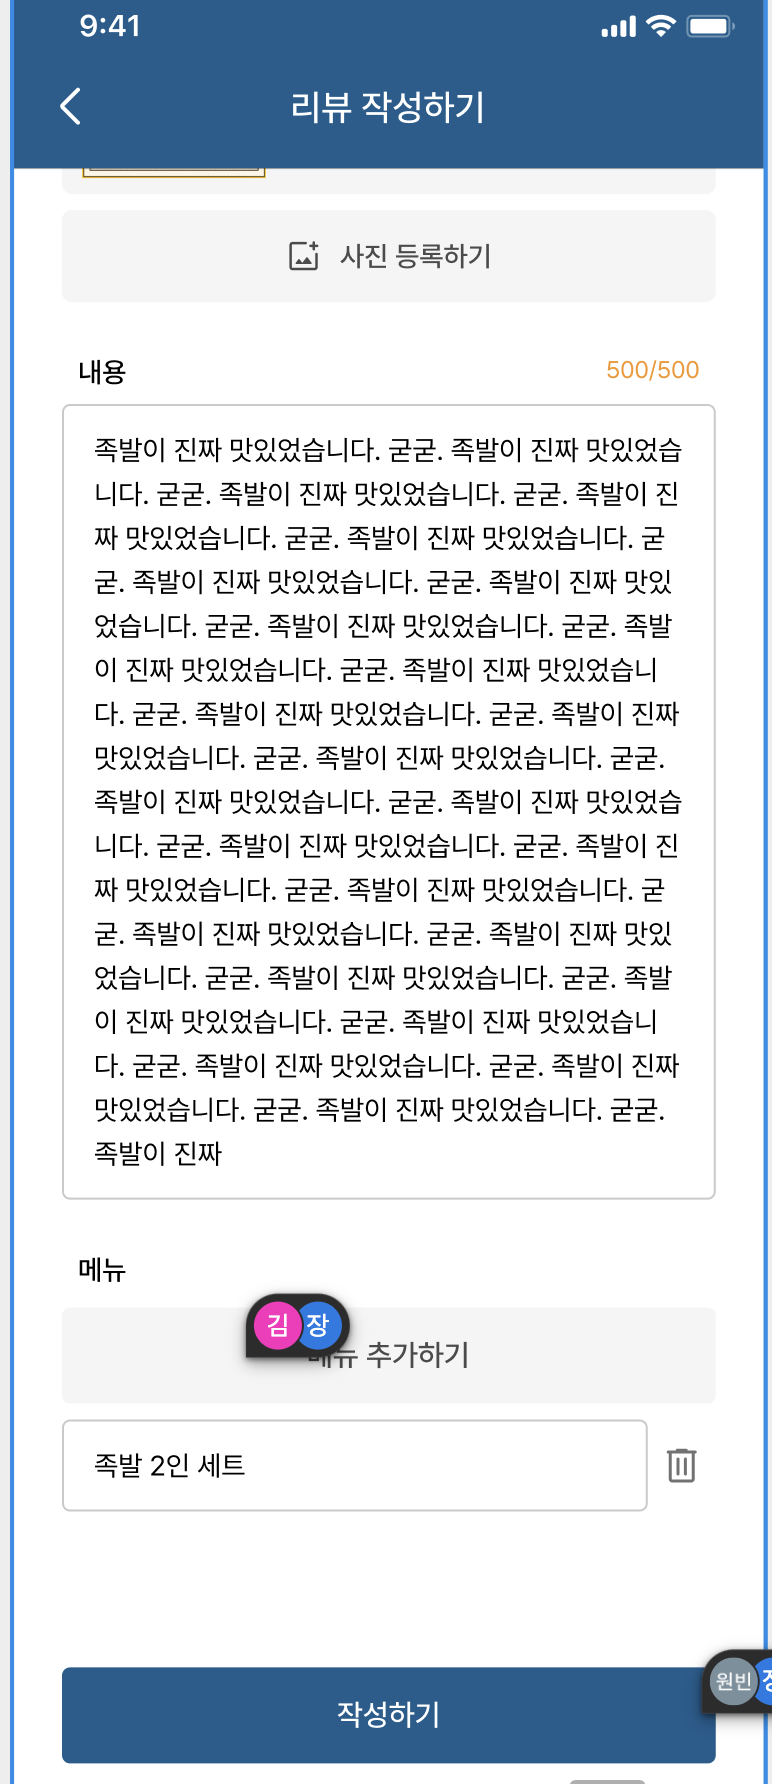 9:41
리뷰 작성하기
사진 등록하기
내용 500/500
족발이 진짜 맛있었습니다. 굳굳. 족발이 진짜 맛있었습
니다. 굳굳. 족발이 진짜 맛있었습니다. 굳굳. 족발이 진
짜 맛있었습니다. 굳굳. 족발이 진짜 맛있었습니다. 굳
굳. 족발이 진짜 맛있었습니다. 굳굳. 족발이 진짜 맛있
었습니다. 굳굳. 족발이 진짜 맛있었습니다. 굳굳. 족발
이 진짜 맛있었습니다. 굳굳. 족발이 진짜 맛있었습니
다. 굳굳. 족발이 진짜 맛있었습니다. 굳굳. 족발이 진짜
맛있었습니다. 굳굳. 족발이 진짜 맛있었습니다. 굳굳.
족발이 진짜 맛있었습니다. 굳굳. 족발이 진짜 맛있었습
니다. 굳굳. 족발이 진짜 맛있었습니다. 굳굳. 족발이 진
짜 맛있었습니다. 굳굳. 족발이 진짜 맛있었습니다. 굳
굳. 족발이 진짜 맛있었습니다. 굳굳. 족발이 진짜 맛있
었습니다. 굳굳. 족발이 진짜 맛있었습니다. 굳굳. 족발
이 진짜 맛있었습니다. 굳굳. 족발이 진짜 맛있었습니
다. 굳굳. 족발이 진짜 맛있었습니다. 굳굳. 족발이 진짜
맛있었습니다. 굳굳. 족발이 진짜 맛있었습니다. 굳굳.
족발이 진짜
메뉴
김 장
메뉴 추가하기
족발 2인 세트
원빈
작성하기